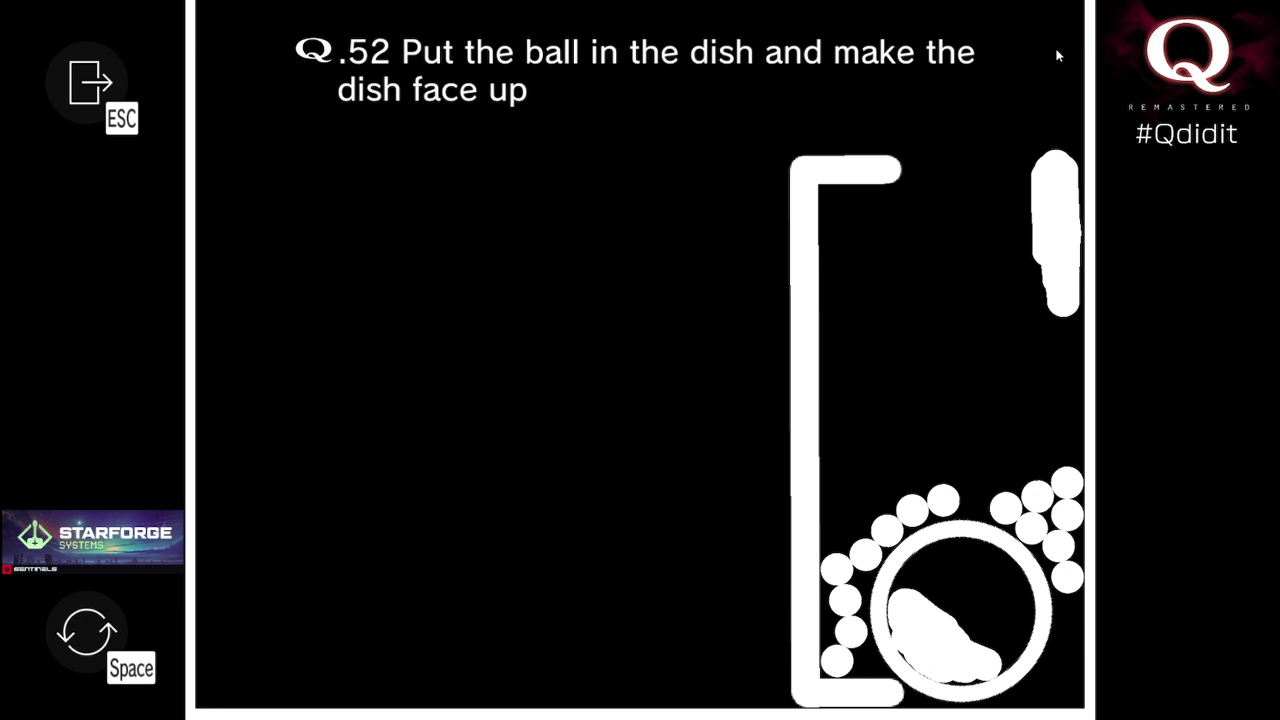 Q.52 Put the ball in the dish and make the
dish face up
ESC
Q
REMASTERED
#Qdidit
STARFORGE
SYSTEMS
SENTINELS
Space